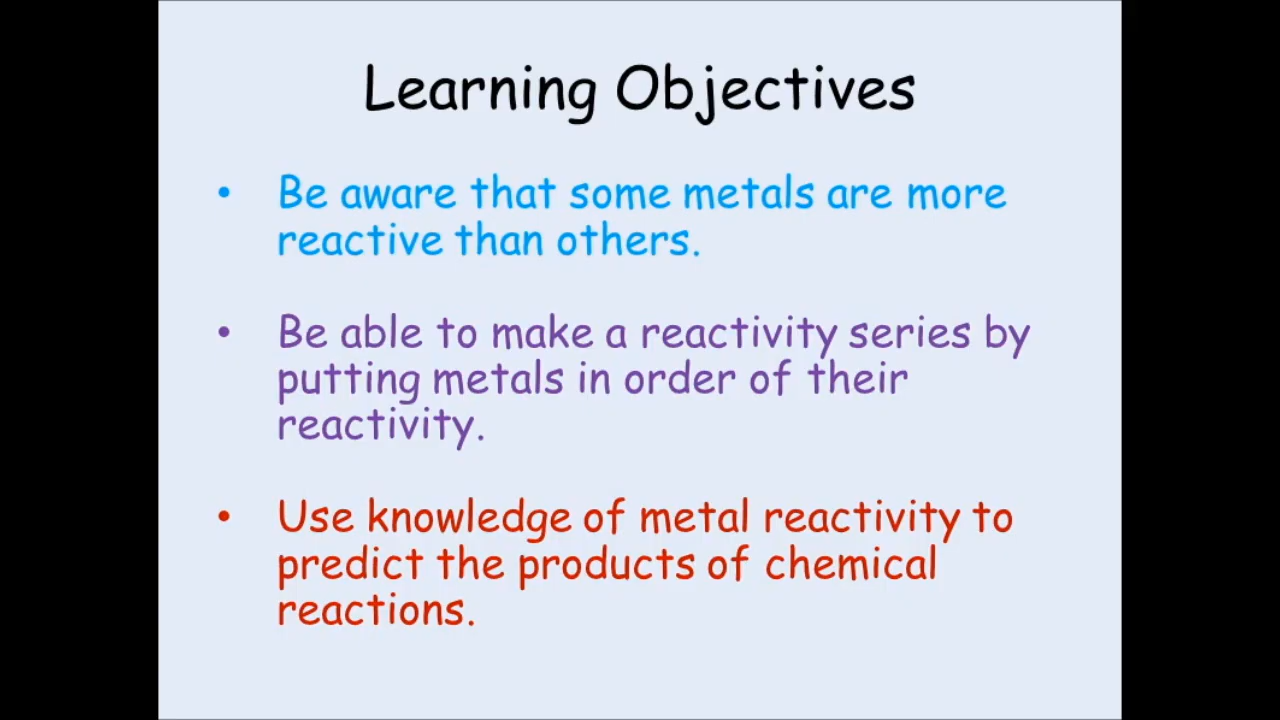 Learning Objectives
• Be aware that some metals are more
reactive than others.
• Be able to make a reactivity series by
putting metals in order of their
reactivity.
• Use knowledge of metal reactivity to
predict the products of chemical
reactions.